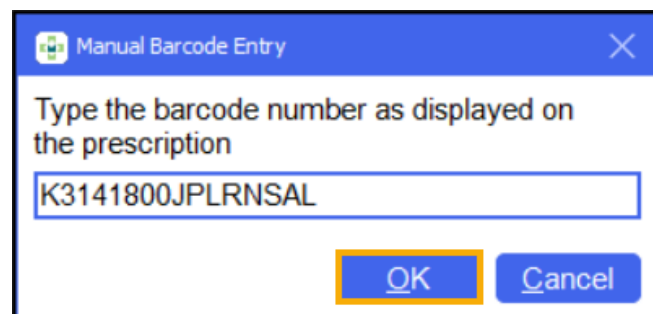 Manual Barcode Entry
Type the barcode number as displayed on
the prescription
K3141800JPLRNSAL
OK Cancel